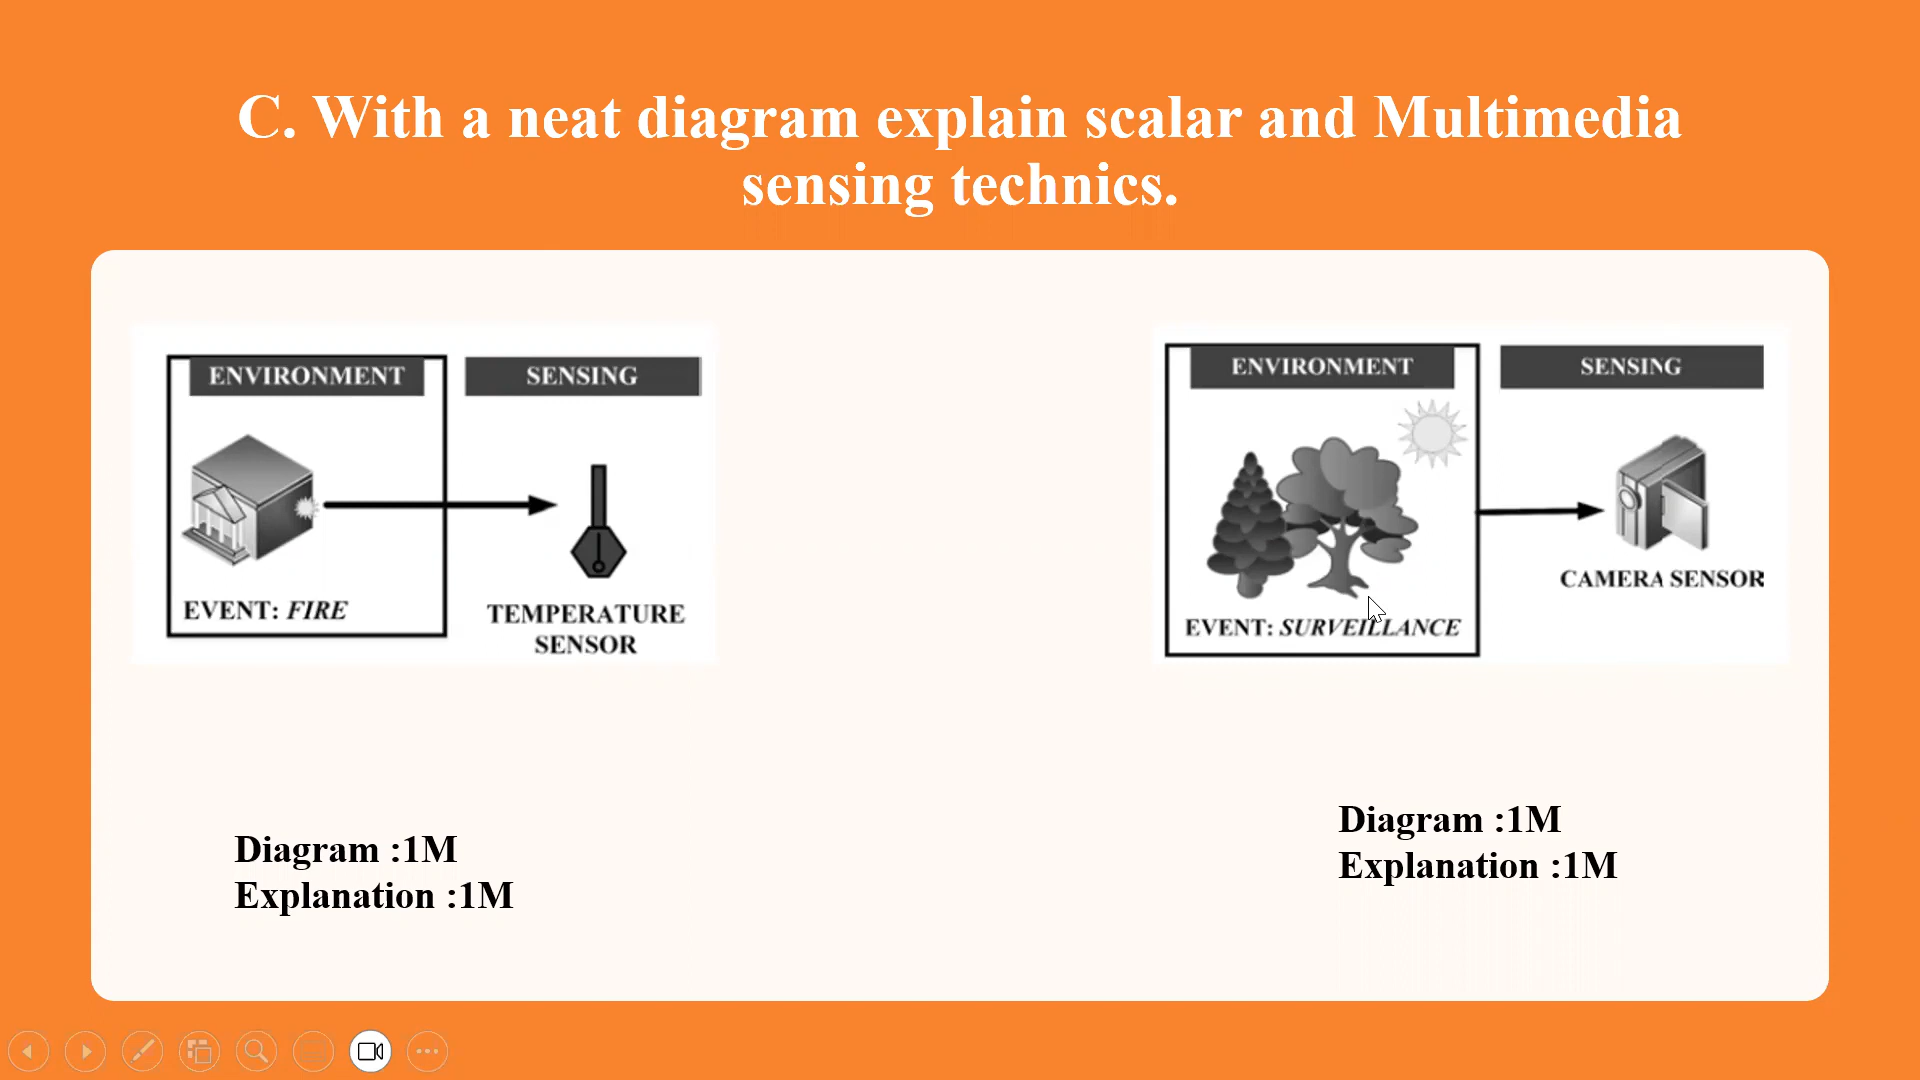 C. With a neat diagram explain scalar and Multimedia
sensing technics.
ENVIRONMENT
SENSING
EVENT: FIRE
TEMPERATURE
SENSOR
Diagram :1M
Explanation :1M
ENVIRONMENT
SENSING
CAMERA SENSOR
EVENT: SURVEILLANCE
Diagram :1M
Explanation :1M